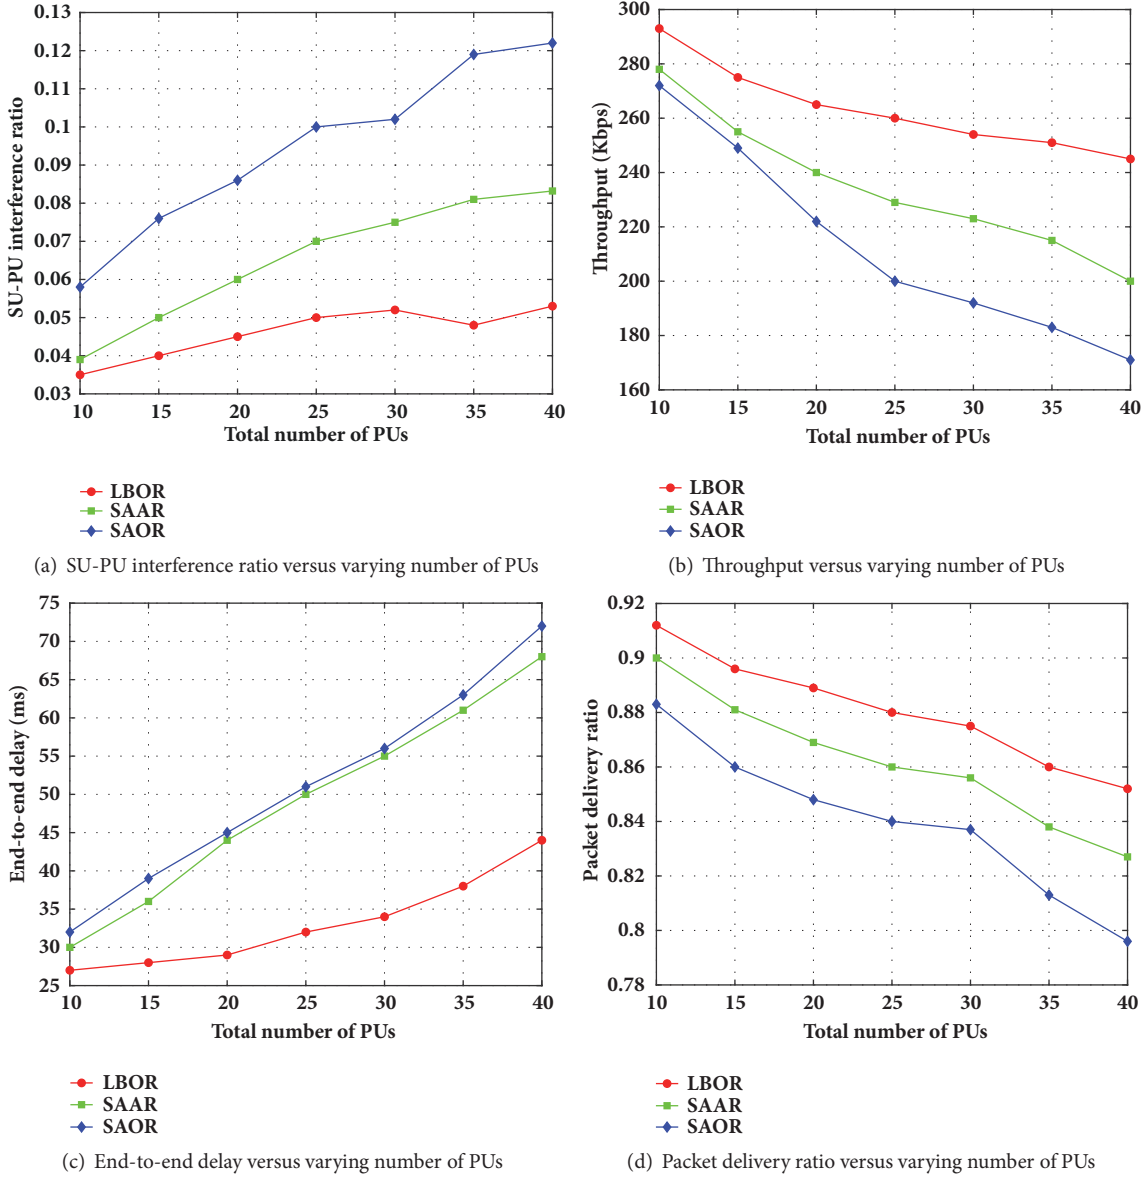 0.13
0.12
0.11
0.1
0.09
0.08
0.07
0.06
0.05
0.04
0.03
SU-PU interference ratio
10 15 20 25 30 35 40
Total number of PUs
LBOR
SAAR
SAOR
(a) SU-PU interference ratio versus varying number of PUs
300
280
260
240
220
200
180
160
Throughput (Kbps)
10 15 20 25 30 35 40
Total number of PUs
LBOR
SAAR
SAOR
(b) Throughput versus varying number of PUs
75
70
65
60
55
50
45
40
35
30
25
End-to-end delay (ms)
10 15 20 25 30 35 40
Total number of PUs
LBOR
SAAR
SAOR
(c) End-to-end delay versus varying number of PUs
0.92
0.9
0.88
0.86
0.84
0.82
0.8
0.78
Packet delivery ratio
10 15 20 25 30 35 40
Total number of PUs
LBOR
SAAR
SAOR
(d) Packet delivery ratio versus varying number of PUs